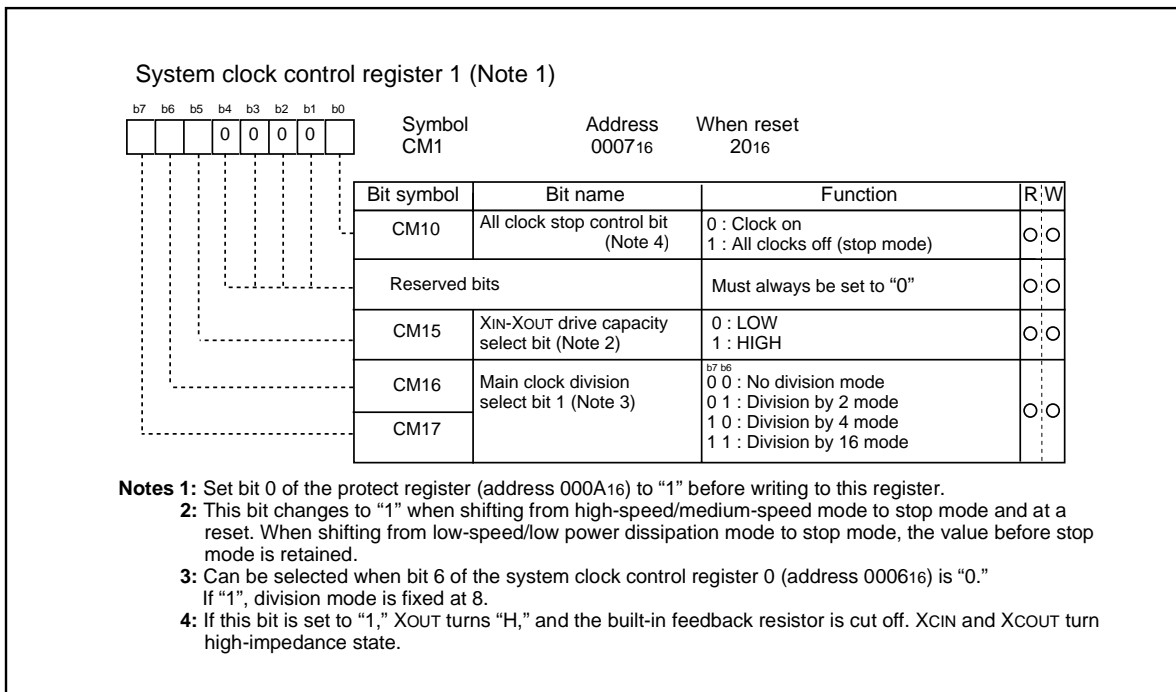 System clock control register 1 (Note 1)
b7 b6 b5 b4 b3 b2 b1 b0
0 0 0 0
Symbol Address When reset
CM1 000716 2016
Bit symbol Bit name Function R W
CM10 All clock stop control bit (Note 4) 0 : Clock on
1 : All clocks off (stop mode)
Reserved bits Must always be set to “0”
CM15 XIN-XOUT drive capacity select bit (Note 2) 0 : LOW
1 : HIGH
CM16 Main clock division select bit 1 (Note 3) b7 b6
0 0 : No division mode
0 1 : Division by 2 mode
CM17 1 0 : Division by 4 mode
1 1 : Division by 16 mode
Notes 1: Set bit 0 of the protect register (address 000A16) to “1” before writing to this register.
2: This bit changes to “1” when shifting from high-speed/medium-speed mode to stop mode and at a
reset. When shifting from low-speed/low power dissipation mode to stop mode, the value before stop
mode is retained.
3: Can be selected when bit 6 of the system clock control register 0 (address 000616) is “0.”
If “1”, division mode is fixed at 8.
4: If this bit is set to “1,” XOUT turns “H,” and the built-in feedback resistor is cut off. XCIN and XCOUT turn
high-impedance state.